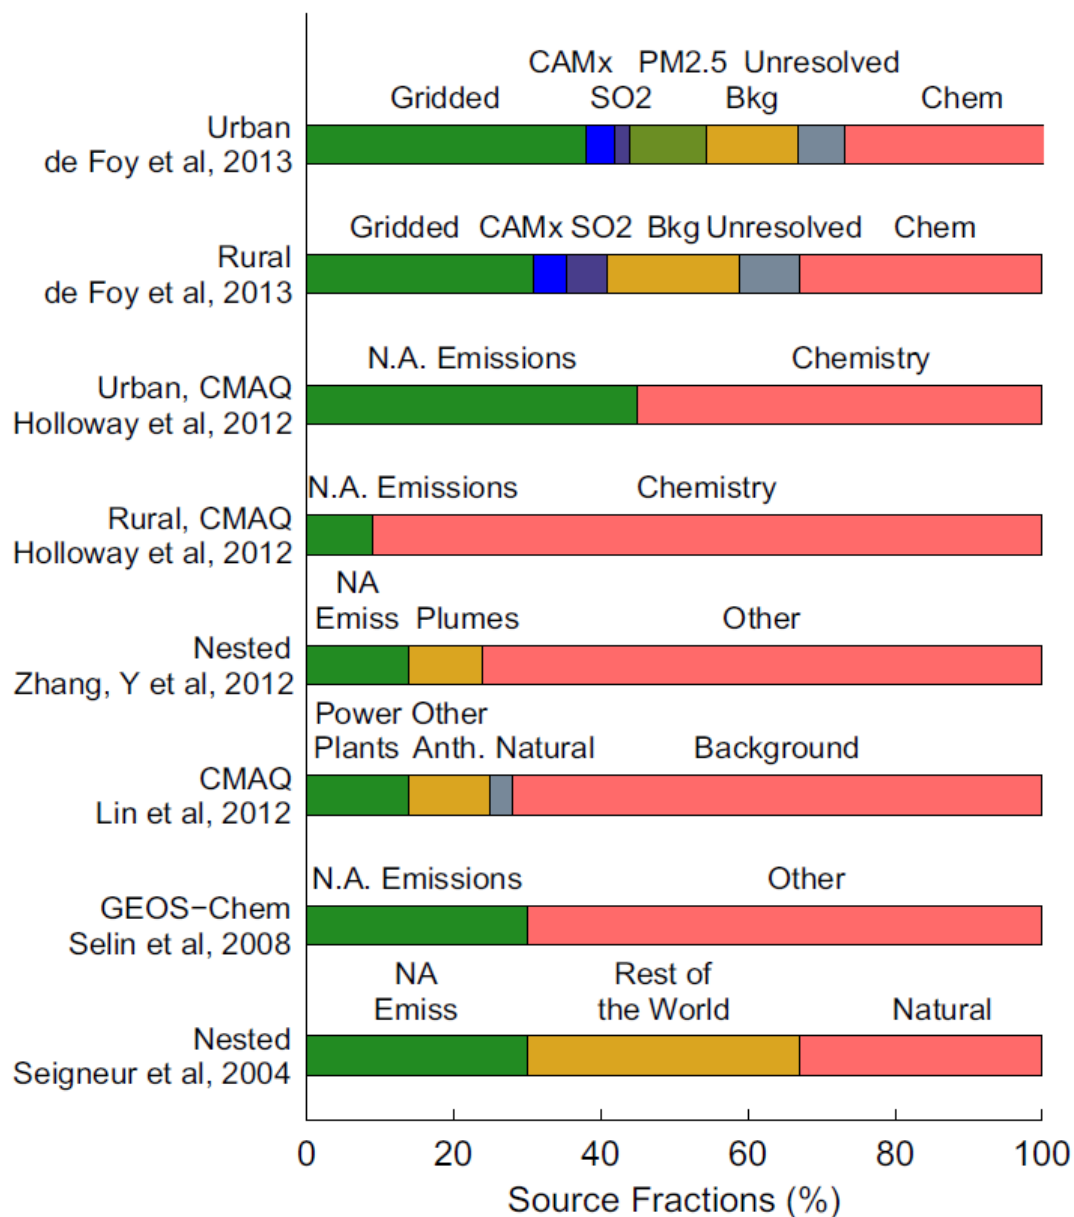 CAMx PM2.5 Unresolved
Gridded SO2 Bkg Chem
Urban
de Foy et al, 2013
Gridded CAMx SO2 Bkg Unresolved Chem
Rural
de Foy et al, 2013
N.A. Emissions Chemistry
Urban, CMAQ
Holloway et al, 2012
N.A. Emissions Chemistry
Rural, CMAQ
Holloway et al, 2012
NA
Emiss Plumes Other
Nested
Zhang, Y et al, 2012
Power Other
Plants Anth. Natural Background
CMAQ
Lin et al, 2012
N.A. Emissions Other
GEOS−Chem
Selin et al, 2008
NA Rest of
Emiss the World Natural
Nested
Seigneur et al, 2004
0 20 40 60 80 100
Source Fractions (%)